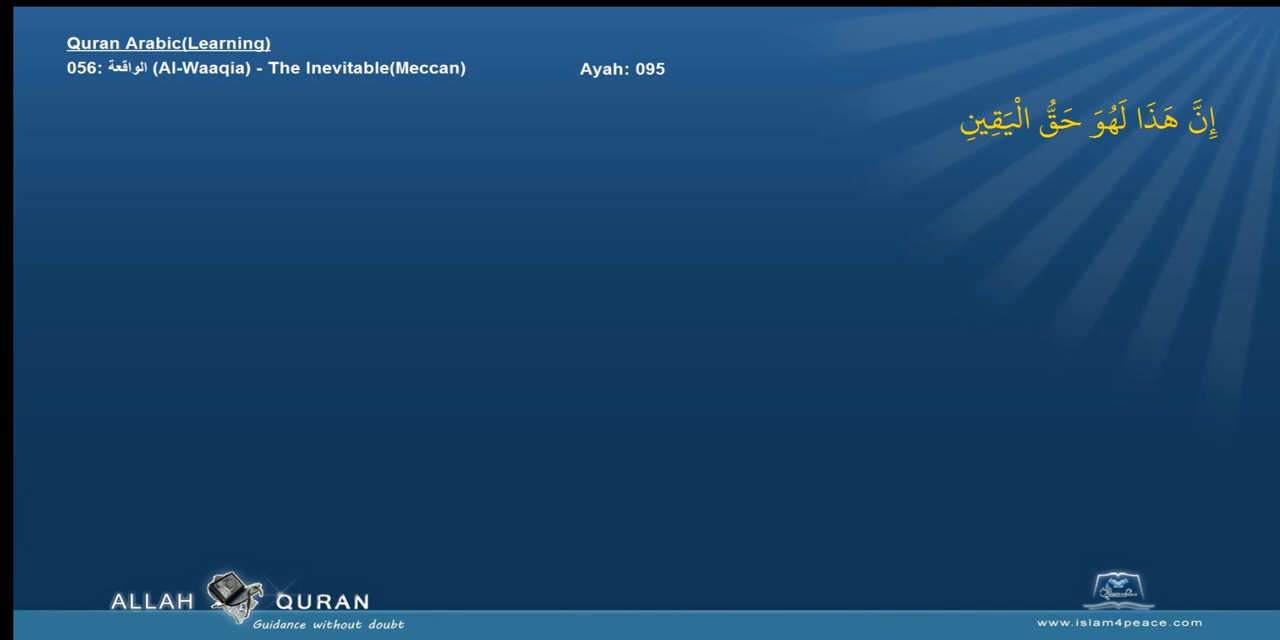 Quran Arabic(Learning)
056: الواقعة (Al-Waaqia) - The Inevitable(Meccan)
Ayah: 095
إِنَّ هَذَا لَهُوَ حَقُّ الْيَقِينِ
ALLAH QURAN
Guidance without doubt
www.islam4peace.com